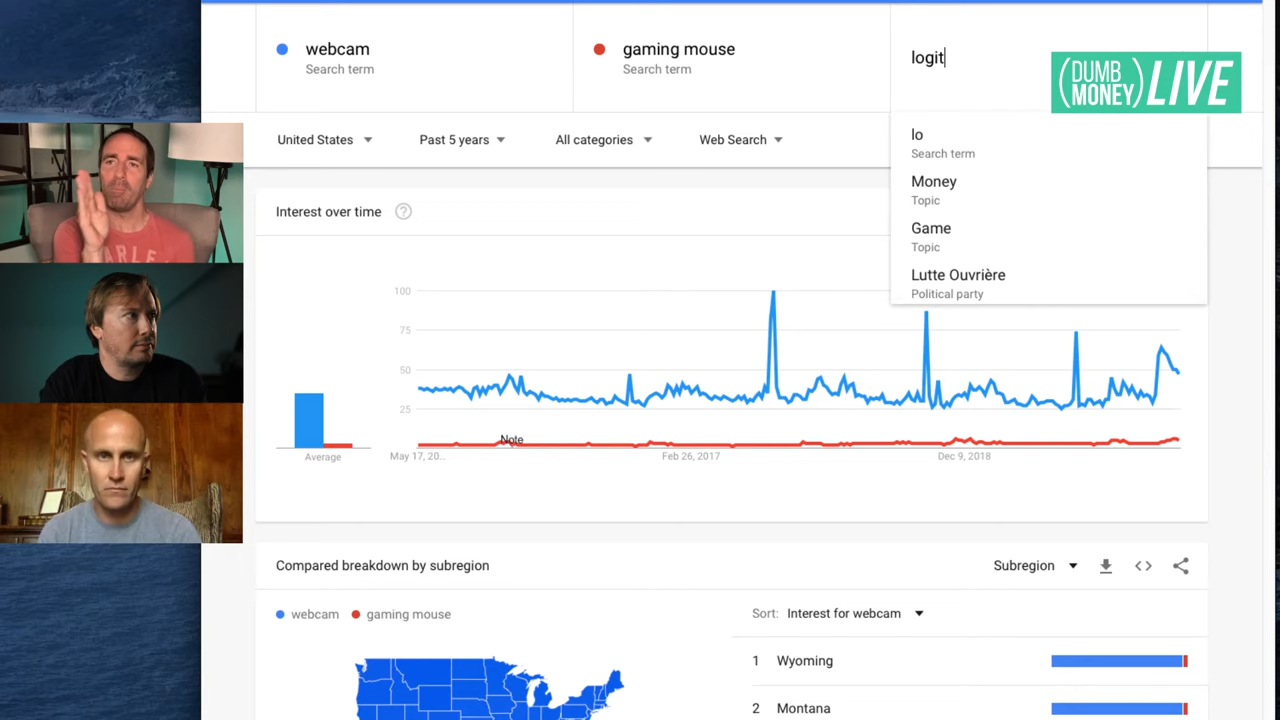 webcam
Search term
gaming mouse
Search term
logit
(DUMB MONEY) LIVE
United States
Past 5 years
All categories
Web Search
lo
Search term
Money
Topic
Game
Topic
Lutte Ouvrière
Political party
Interest over time ?
100
75
50
25
Note
Average
May 17, 20...
Feb 26, 2017
Dec 9, 2018
Compared breakdown by subregion
Subregion
webcam
gaming mouse
Sort: Interest for webcam
1 Wyoming
2 Montana